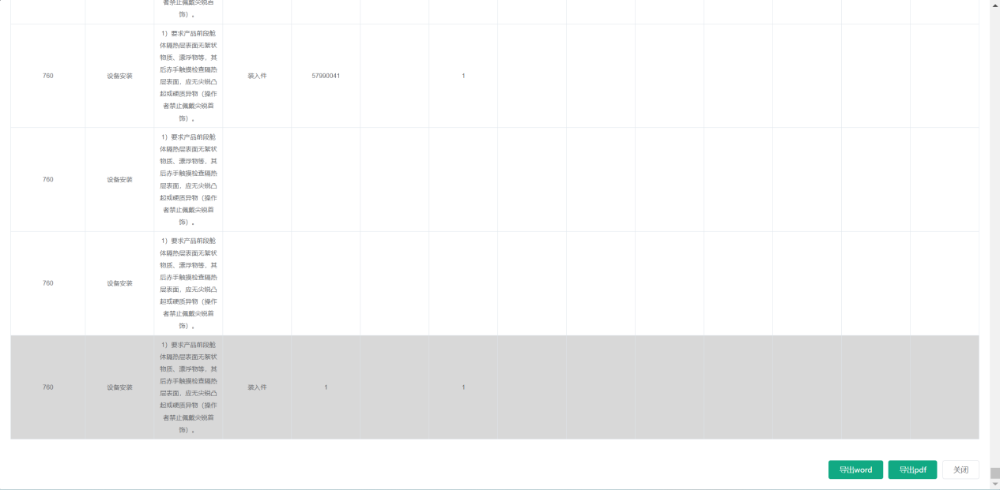 者禁止佩戴尖锐首
饰）。
1）要求产品前段舱
体隔热层表面无絮状
物质、漂浮物等，其
后赤手触摸检查隔热
层表面，应无尖锐凸
起或硬质异物（操作
者禁止佩戴尖锐首
饰）。
760 设备安装 装入件 57990041 1
1）要求产品前段舱
体隔热层表面无絮状
物质、漂浮物等，其
后赤手触摸检查隔热
层表面，应无尖锐凸
起或硬质异物（操作
者禁止佩戴尖锐首
饰）。
760 设备安装
1）要求产品前段舱
体隔热层表面无絮状
物质、漂浮物等，其
后赤手触摸检查隔热
层表面，应无尖锐凸
起或硬质异物（操作
者禁止佩戴尖锐首
饰）。
760 设备安装
1）要求产品前段舱
体隔热层表面无絮状
物质、漂浮物等，其
后赤手触摸检查隔热
层表面，应无尖锐凸
起或硬质异物（操作
者禁止佩戴尖锐首
饰）。
760 设备安装 装入件 1 1
导出word 导出pdf 关闭